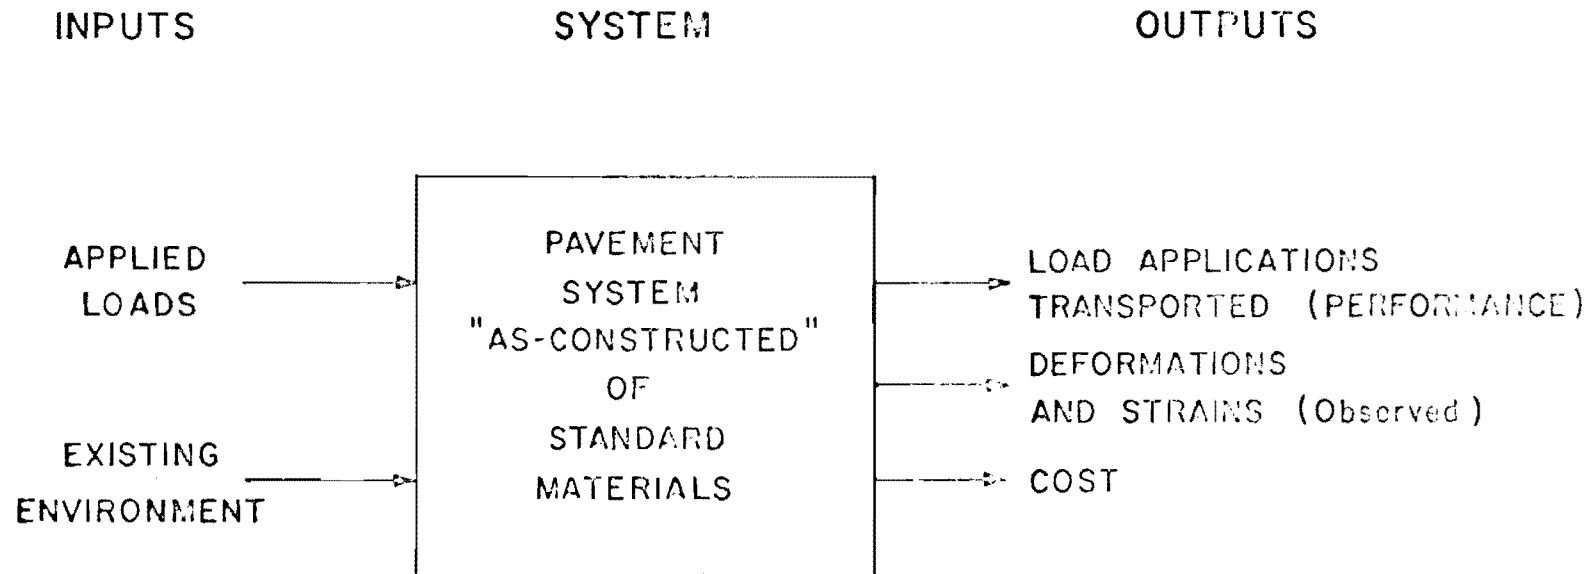 INPUTS
SYSTEM
OUTPUTS
APPLIED
LOADS
EXISTING
ENVIRONMENT
PAVEMENT
SYSTEM
"AS-CONSTRUCTED"
OF
STANDARD
MATERIALS
LOAD APPLICATIONS
TRANSPORTED (PERFORMANCE)
DEFORMATIONS
AND STRAINS (Observed)
COST